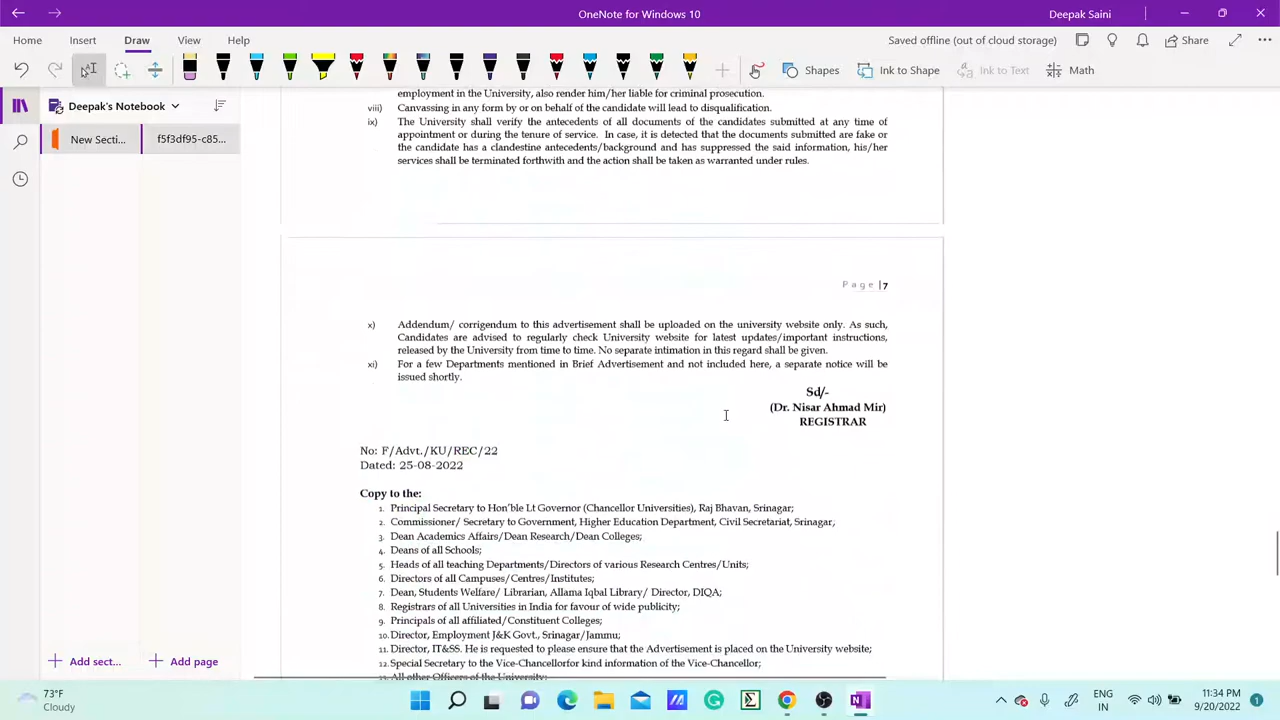 OneNote for Windows 10
Deepak Saini
Home
Insert
Draw
View
Help
Saved offline (out of cloud storage)
Share
Shapes
Ink to Shape
Ink to Text
Math
Deepak's Notebook
New Secti...
f5f3df95-c85...
employment in the University, also render him/her liable for criminal prosecution.
viii) Canvassing in any form by or on behalf of the candidate will lead to disqualification.
ix) The University shall verify the antecedents of all documents of the candidates submitted at any time of
appointment or during the tenure of service. In case, it is detected that the documents submitted are fake or
the candidate has a clandestine antecedents/background and has suppressed the said information, his/her
services shall be terminated forthwith and the action shall be taken as warranted under rules.
Page |7
x) Addendum/ corrigendum to this advertisement shall be uploaded on the university website only. As such,
Candidates are advised to regularly check University website for latest updates/important instructions,
released by the University from time to time. No separate intimation in this regard shall be given.
xi) For a few Departments mentioned in Brief Advertisement and not included here, a separate notice will be
issued shortly.
Sd/-
(Dr. Nisar Ahmad Mir)
REGISTRAR
No: F/Advt./KU/REC/22
Dated: 25-08-2022
Copy to the:
1. Principal Secretary to Hon'ble Lt Governor (Chancellor Universities), Raj Bhavan, Srinagar;
2. Commissioner/ Secretary to Government, Higher Education Department, Civil Secretariat, Srinagar;
3. Dean Academics Affairs/Dean Research/Dean Colleges;
4. Deans of all Schools;
5. Heads of all teaching Departments/Directors of various Research Centres/Units;
6. Directors of all Campuses/Centres/Institutes;
7. Dean, Students Welfare/ Librarian, Allama Iqbal Library/ Director, DIQA;
8. Registrars of all Universities in India for favour of wide publicity;
9. Principals of all affiliated/Constituent Colleges;
10. Director, Employment J&K Govt., Srinagar/Jammu;
11. Director, IT&SS. He is requested to please ensure that the Advertisement is placed on the University website;
12. Special Secretary to the Vice-Chancellorfor kind information of the Vice-Chancellor;
13. All other Officers of the University;
Add sect...
Add page
73°F
Cloudy
ENG
IN
11:34 PM
9/20/2022
1